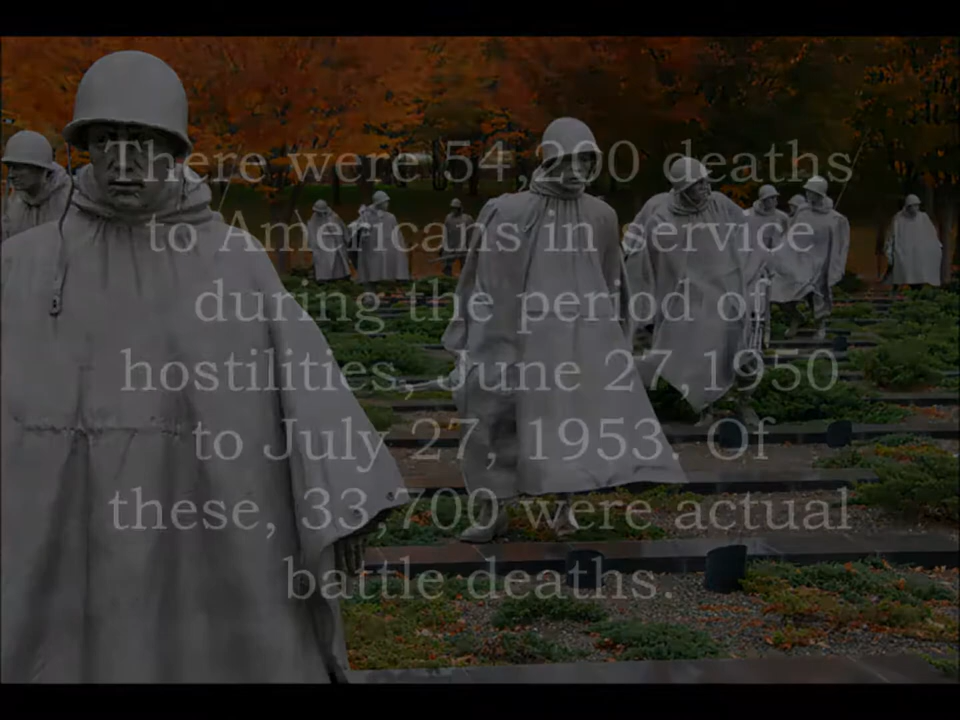 There were 54,200 deaths
to Americans in service
during the period of
hostilities, June 27,1950
to July 27, 1953. Of
these, 33,700 were actual
battle deaths.